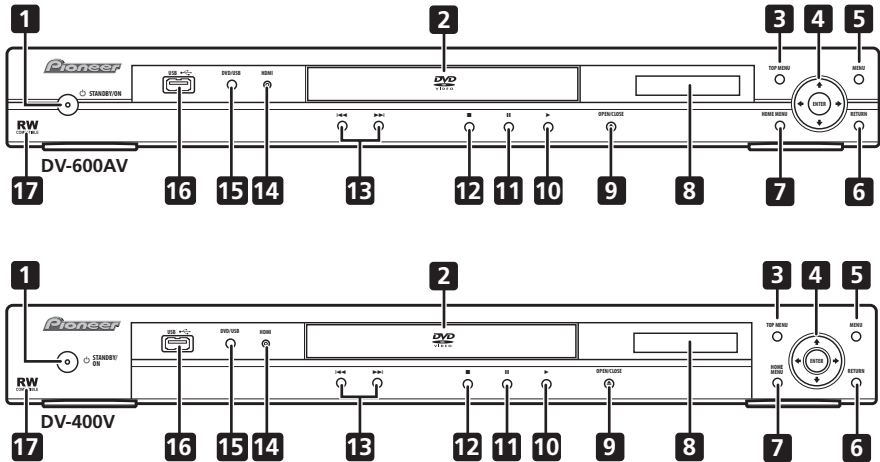 1 2 3 4 5
Pioneer
USB DVD/USB HDMI
DVD
VIDEO
TOP MENU MENU
STANDBY/ON
ENTER
OPEN/CLOSE
HOME MENU RETURN
RW
COMPATIBLE
DV-600AV
17 16 15 14 13 12 11 10 9 8 7 6
1 2 3 4 5
Pioneer
USB DVD/USB HDMI
DVD
VIDEO
TOP MENU MENU
STANDBY/
ON
ENTER
OPEN/CLOSE
HOME
MENU
RETURN
RW
COMPATIBLE
DV-400V
17 16 15 14 13 12 11 10 9 8 7 6